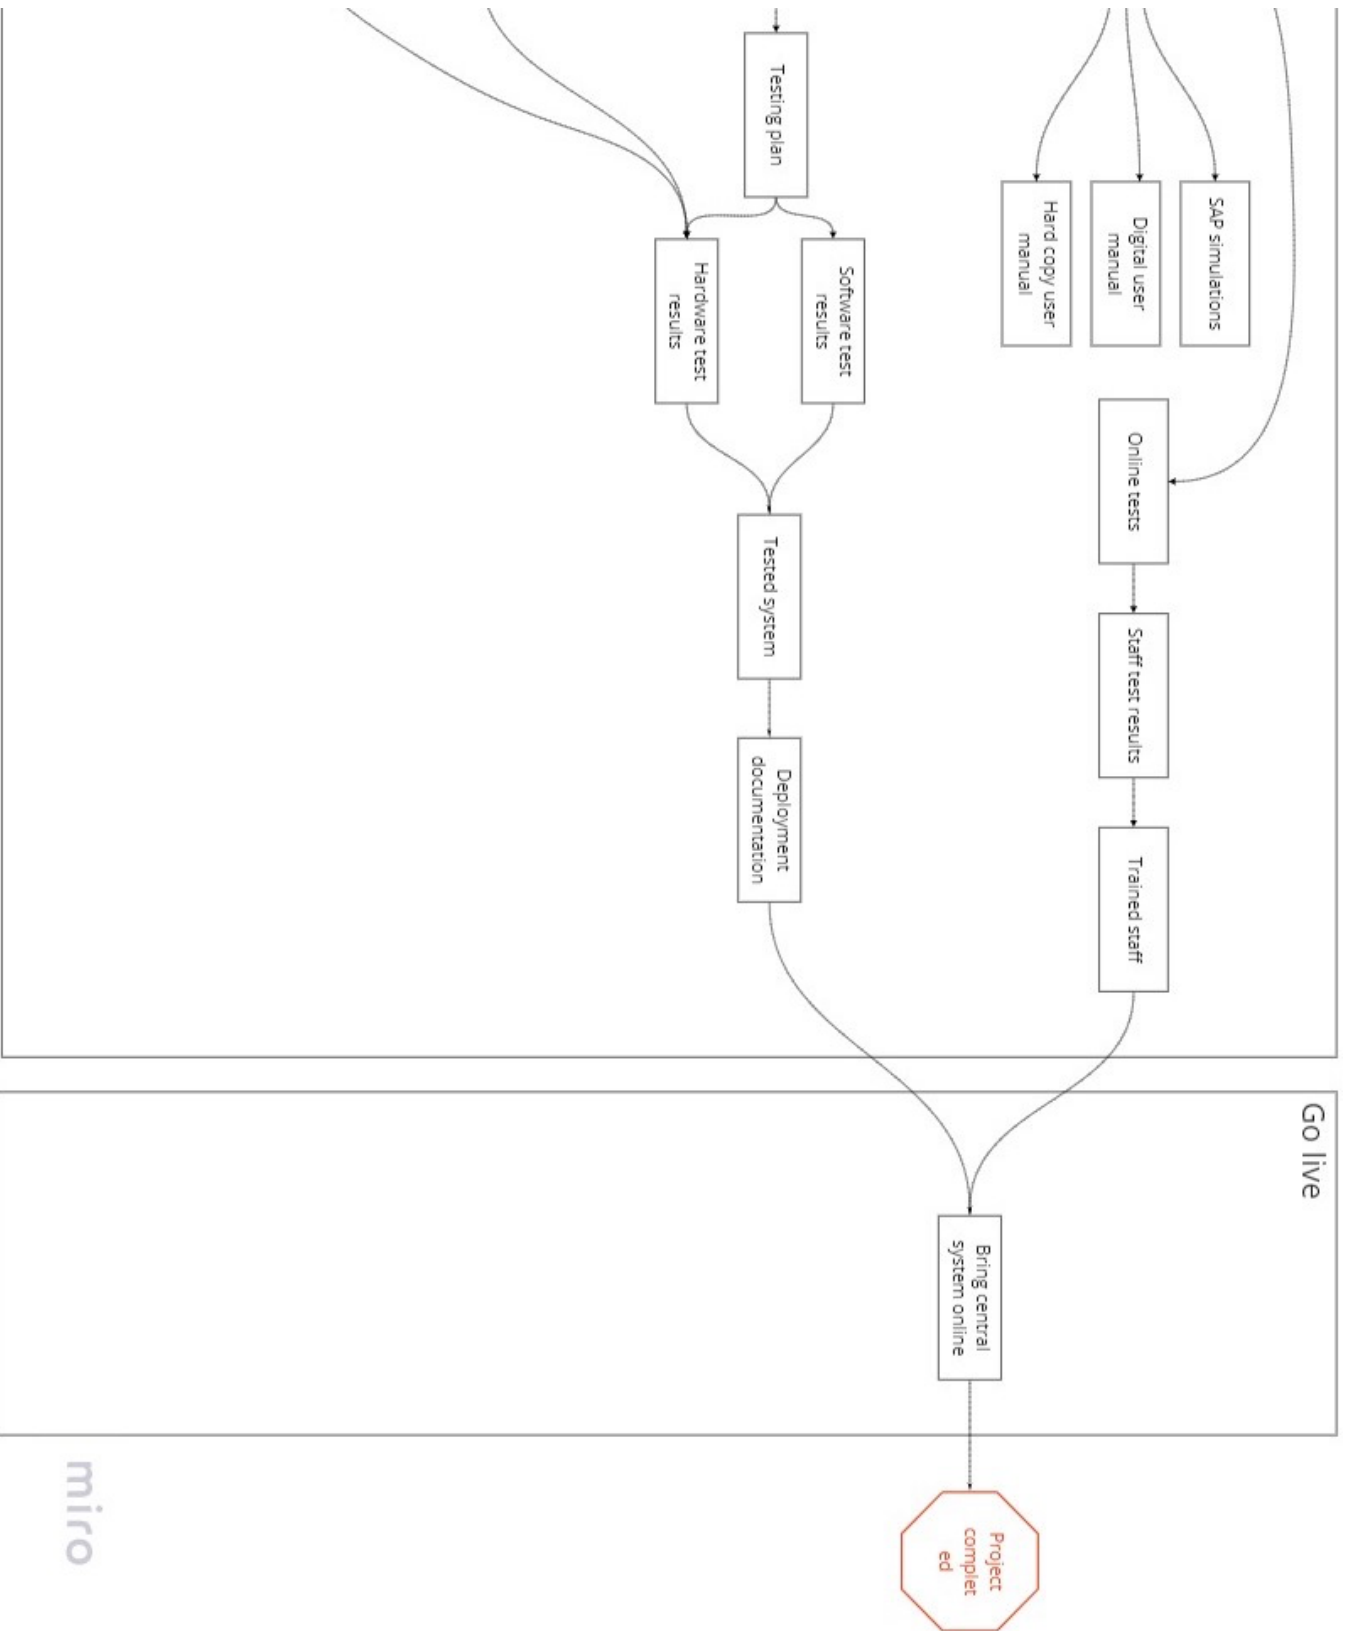 SAP simulations
Digital user
manual
Hard copy user
manual
Online tests
Staff test results
Trained staff
Testing plan
Software test
results
Hardware test
results
Tested system
Deployment
documentation
Go live
Bring central
system online
Project
complet
ed
miro